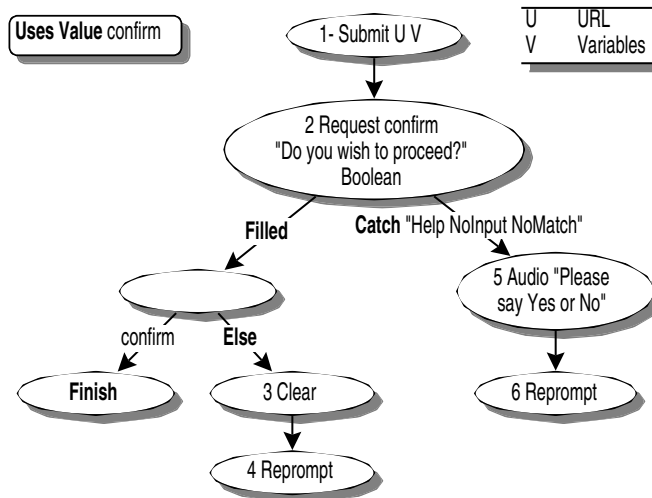 Uses Value confirm
1- Submit U V
U URL
V Variables
2 Request confirm
"Do you wish to proceed?"
Boolean
Filled
Catch "Help NoInput NoMatch"
5 Audio "Please
say Yes or No"
confirm
Else
Finish
3 Clear
6 Reprompt
4 Reprompt